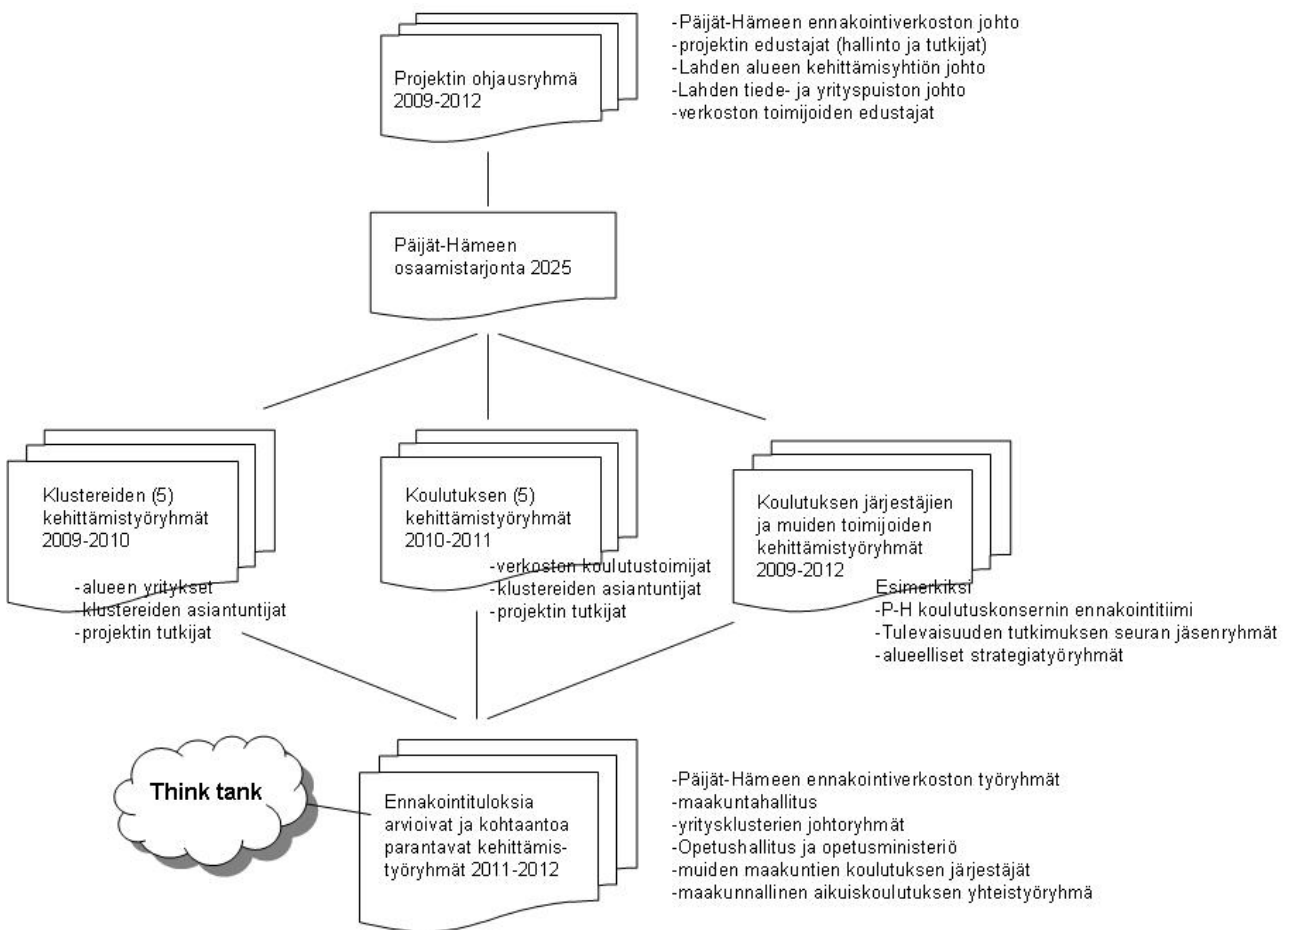 Projektin ohjausryhmä
2009-2012
-Päijät-Hämeen ennakointiverkoston johto
-projektin edustajat (hallinto ja tutkijat)
-Lahden alueen kehittämisyhtiön johto
-Lahden tiede- ja yrityspuiston johto
-verkoston toimijoiden edustajat
Päijät-Hämeen
osaamistarjonta 2025
Klustereiden (5)
kehittämistyöryhmät
2009-2010
-alueen yritykset
-klustereiden asiantuntijat
-projektin tutkijat
Koulutuksen (5)
kehittämistyöryhmät
2010-2011
-verkoston koulutustoimijat
-klustereiden asiantuntijat
-projektin tutkijat
Koulutuksen järjestäjien
ja muiden toimijoiden
kehittämistyöryhmät
2009-2012
Esimerkiksi
-P-H koulutuskonsernin ennakointitiimi
-Tulevaisuuden tutkimuksen seuran jäsenryhmät
-alueelliset strategiatyöryhmät
Think tank
Ennakointituloksia
arvioivat ja kohtaantoa
parantavat kehittämis-
työryhmät 2011-2012
-Päijät-Hämeen ennakointiverkoston työryhmät
-maakuntahallitus
-yritysklusterien johtoryhmät
-Opetushallitus ja opetusministeriö
-muiden maakuntien koulutuksen järjestäjät
-maakunnallinen aikuiskoulutuksen yhteistyöryhmä